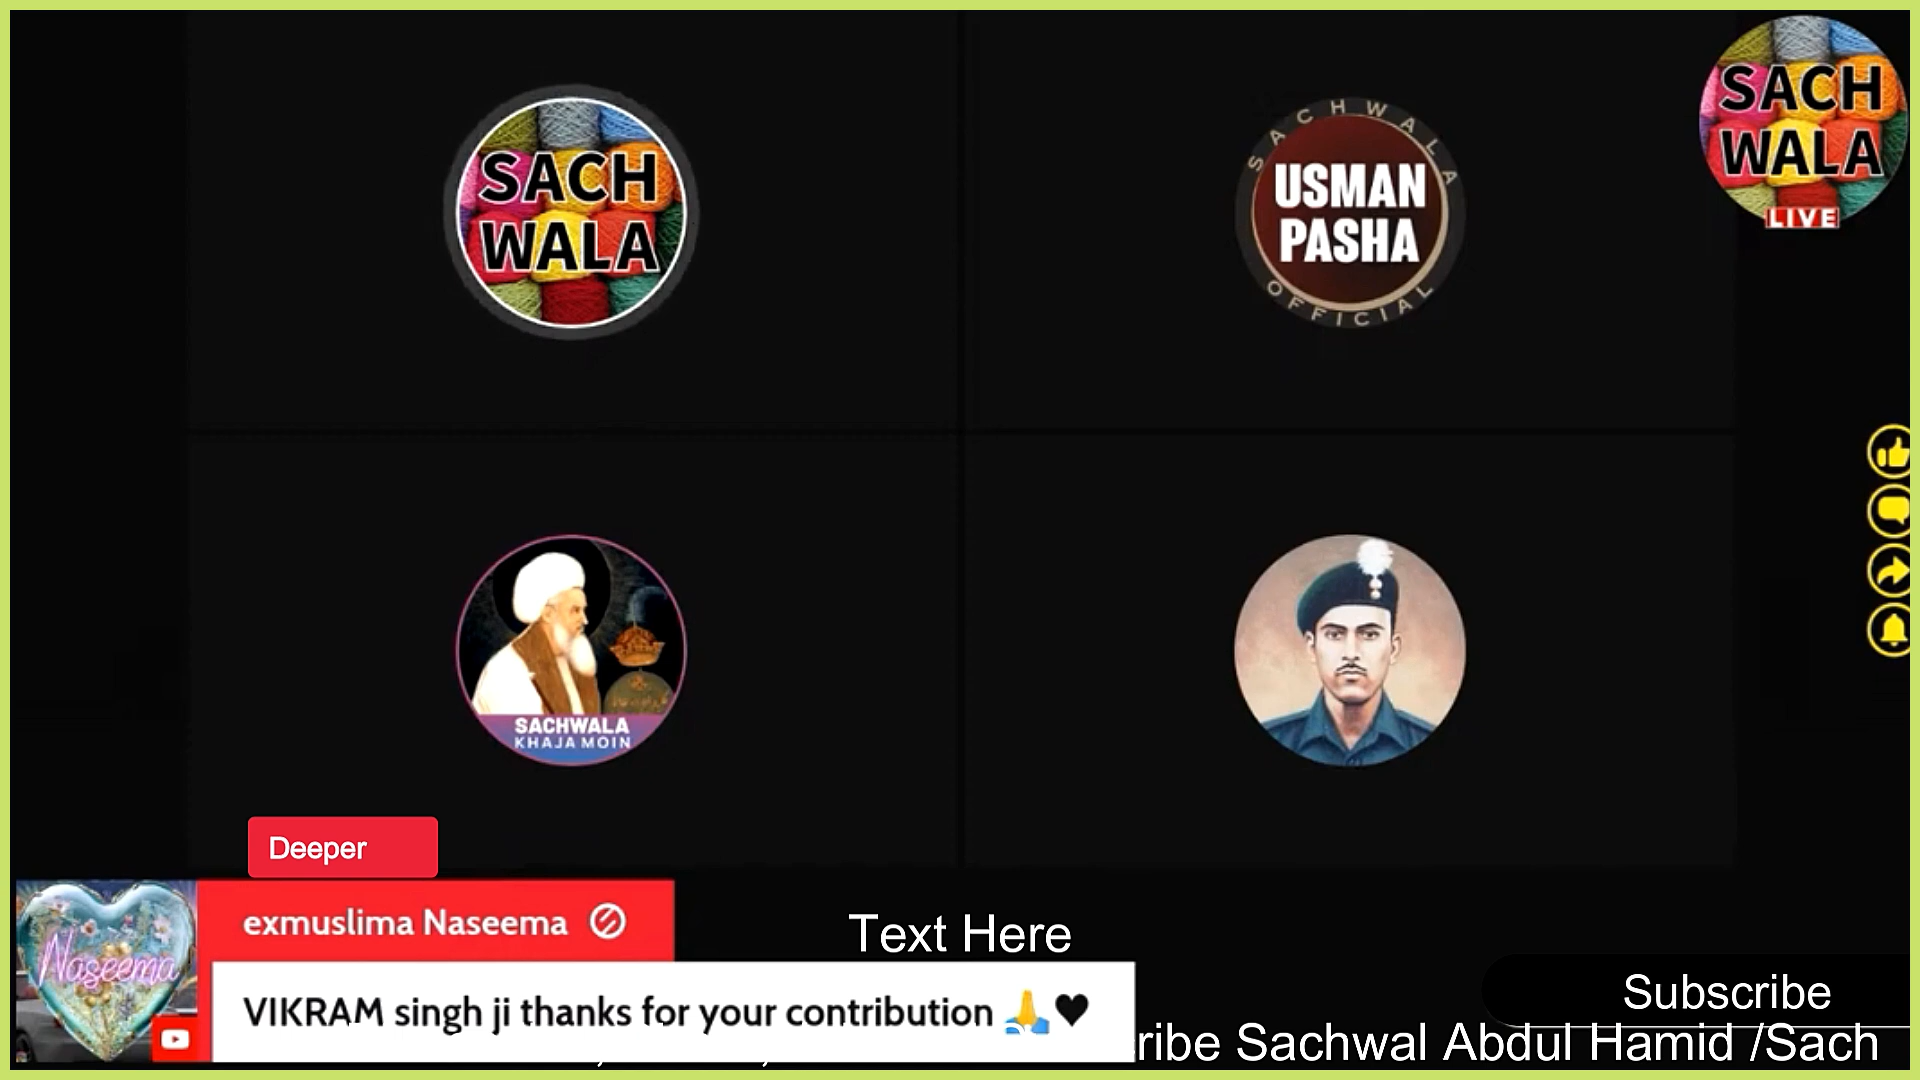 SACH
WALA
SACHWALA
USMAN
PASHA
OFFICIAL
SACH
WALA
LIVE
SACHWALA
KHAJA MOIN
Deeper
Naseema
exmuslima Naseema
Text Here
VIKRAM singh ji thanks for your contribution 🙏♥
Subscribe
ribe Sachwal Abdul Hamid /Sach